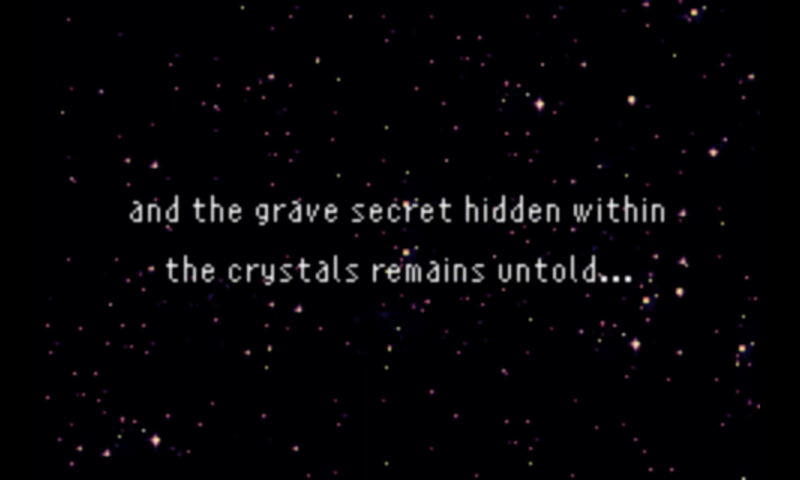 and the grave secret hidden within
the crystals remains untold...